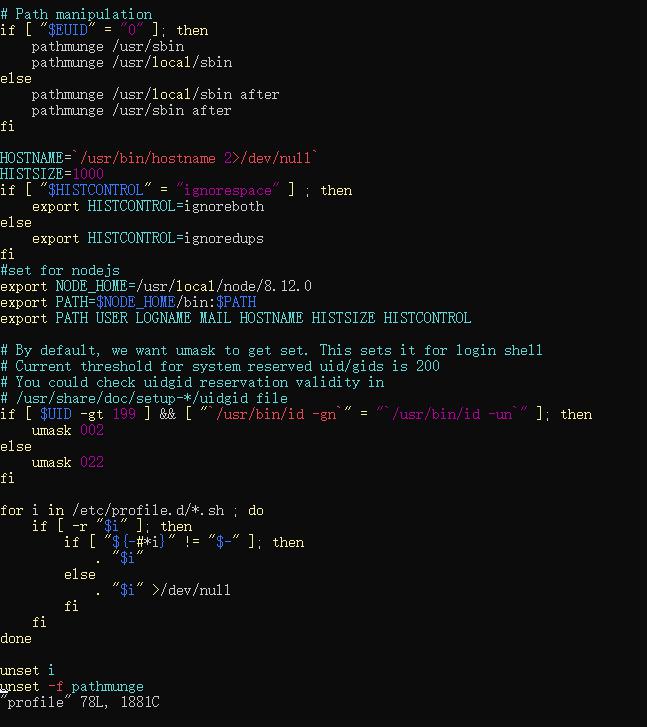 # Path manipulation
if [ "$EUID" = "0" ]; then
    pathmunge /usr/sbin
    pathmunge /usr/local/sbin
else
    pathmunge /usr/local/sbin after
    pathmunge /usr/sbin after
fi

HOSTNAME=`/usr/bin/hostname 2>/dev/null`
HISTSIZE=1000
if [ "$HISTCONTROL" = "ignorespace" ] ; then
    export HISTCONTROL=ignoreboth
else
    export HISTCONTROL=ignoredups
fi
#set for nodejs
export NODE_HOME=/usr/local/node/8.12.0
export PATH=$NODE_HOME/bin:$PATH
export PATH USER LOGNAME MAIL HOSTNAME HISTSIZE HISTCONTROL

# By default, we want umask to get set. This sets it for login shell
# Current threshold for system reserved uid/gids is 200
# You could check uidgid reservation validity in
# /usr/share/doc/setup-*/uidgid file
if [ $UID -gt 199 ] && [ "`/usr/bin/id -gn`" = "`/usr/bin/id -un`" ]; then
    umask 002
else
    umask 022
fi

for i in /etc/profile.d/*.sh ; do
    if [ -r "$i" ]; then
        if [ "${-#*i}" != "$-" ]; then
            . "$i"
        else
            . "$i" >/dev/null
        fi
    fi
done

unset i
unset -f pathmunge
"profile" 78L, 1881C